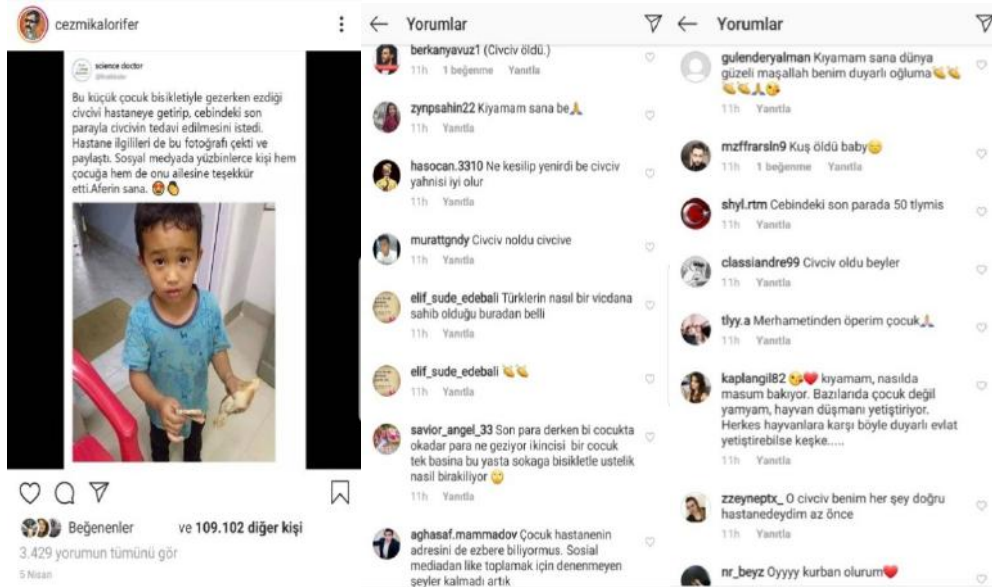 cezmikalorifer
science doctor
Bu küçük çocuk bisikletiyle gezerken ezdiği
civcivi hastaneye getirip, cebindeki son
parayla civcivin tedavi edilmesini istedi.
Hastane ilgilileri de bu fotoğrafı çekti ve
paylaştı. Sosyal medyada yüzbinlerce kişi hem
çocuğa hem de onu ailesine teşekkür
etti.Aferin sana. 😍👏
Beğenenler ve 109.102 diğer kişi
3.429 yorumun tümünü gör
5 Nisan
Yorumlar
berkanyavuz1 (Civciv öldü.)
11h 1 beğenme Yanıtla
zynpsahin22 Kıyamam sana be🙏
11h Yanıtla
hasocan.3310 Ne kesilip yenirdi be civciv
yahnisi iyi olur
11h Yanıtla
murattgndy Civciv noldu civcive
11h Yanıtla
elif_sude_edebali Türklerin nasıl bir vicdana
sahib olduğu buradan belli
11h Yanıtla
elif_sude_edebali 👏👏
11h Yanıtla
savior_angel_33 Son para derken bi cocukta
okadar para ne geziyor ikincisi bir cocuk
tek basina bu yasta sokaga bisikletle ustelik
nasil birakiliyor 🙄
11h Yanıtla
aghasaf.mammadov Çocuk hastanenin
adresini de ezbere biliyormus. Sosial
mediadan like toplamak için denenmeyen
şeyler kalmadı artık
Yorumlar
gulenderyalman Kıyamam sana dünya
güzeli maşallah benim duyarlı oğluma👏👏
👏👏🙏😘
11h Yanıtla
mzffrarsln9 Kuş öldü baby😔
11h 1 beğenme Yanıtla
shyl.rtm Cebindeki son parada 50 tlymis
11h Yanıtla
classiandre99 Civciv oldu beyler
11h Yanıtla
tlyy.a Merhametinden öperim çocuk🙏
11h Yanıtla
kaplangil82 😘❤️ kıyamam, nasılda
masum bakıyor. Bazılarıda çocuk değil
yamyam, hayvan düşmanı yetiştiriyor.
Herkes hayvanlara karşı böyle duyarlı evlat
yetiştirebilse keşke.....
11h Yanıtla
zzeyneptx_ O civciv benim her şey doğru
hastanedeydim az önce
11h Yanıtla
nr_beyz Oyyyy kurban olurum❤️